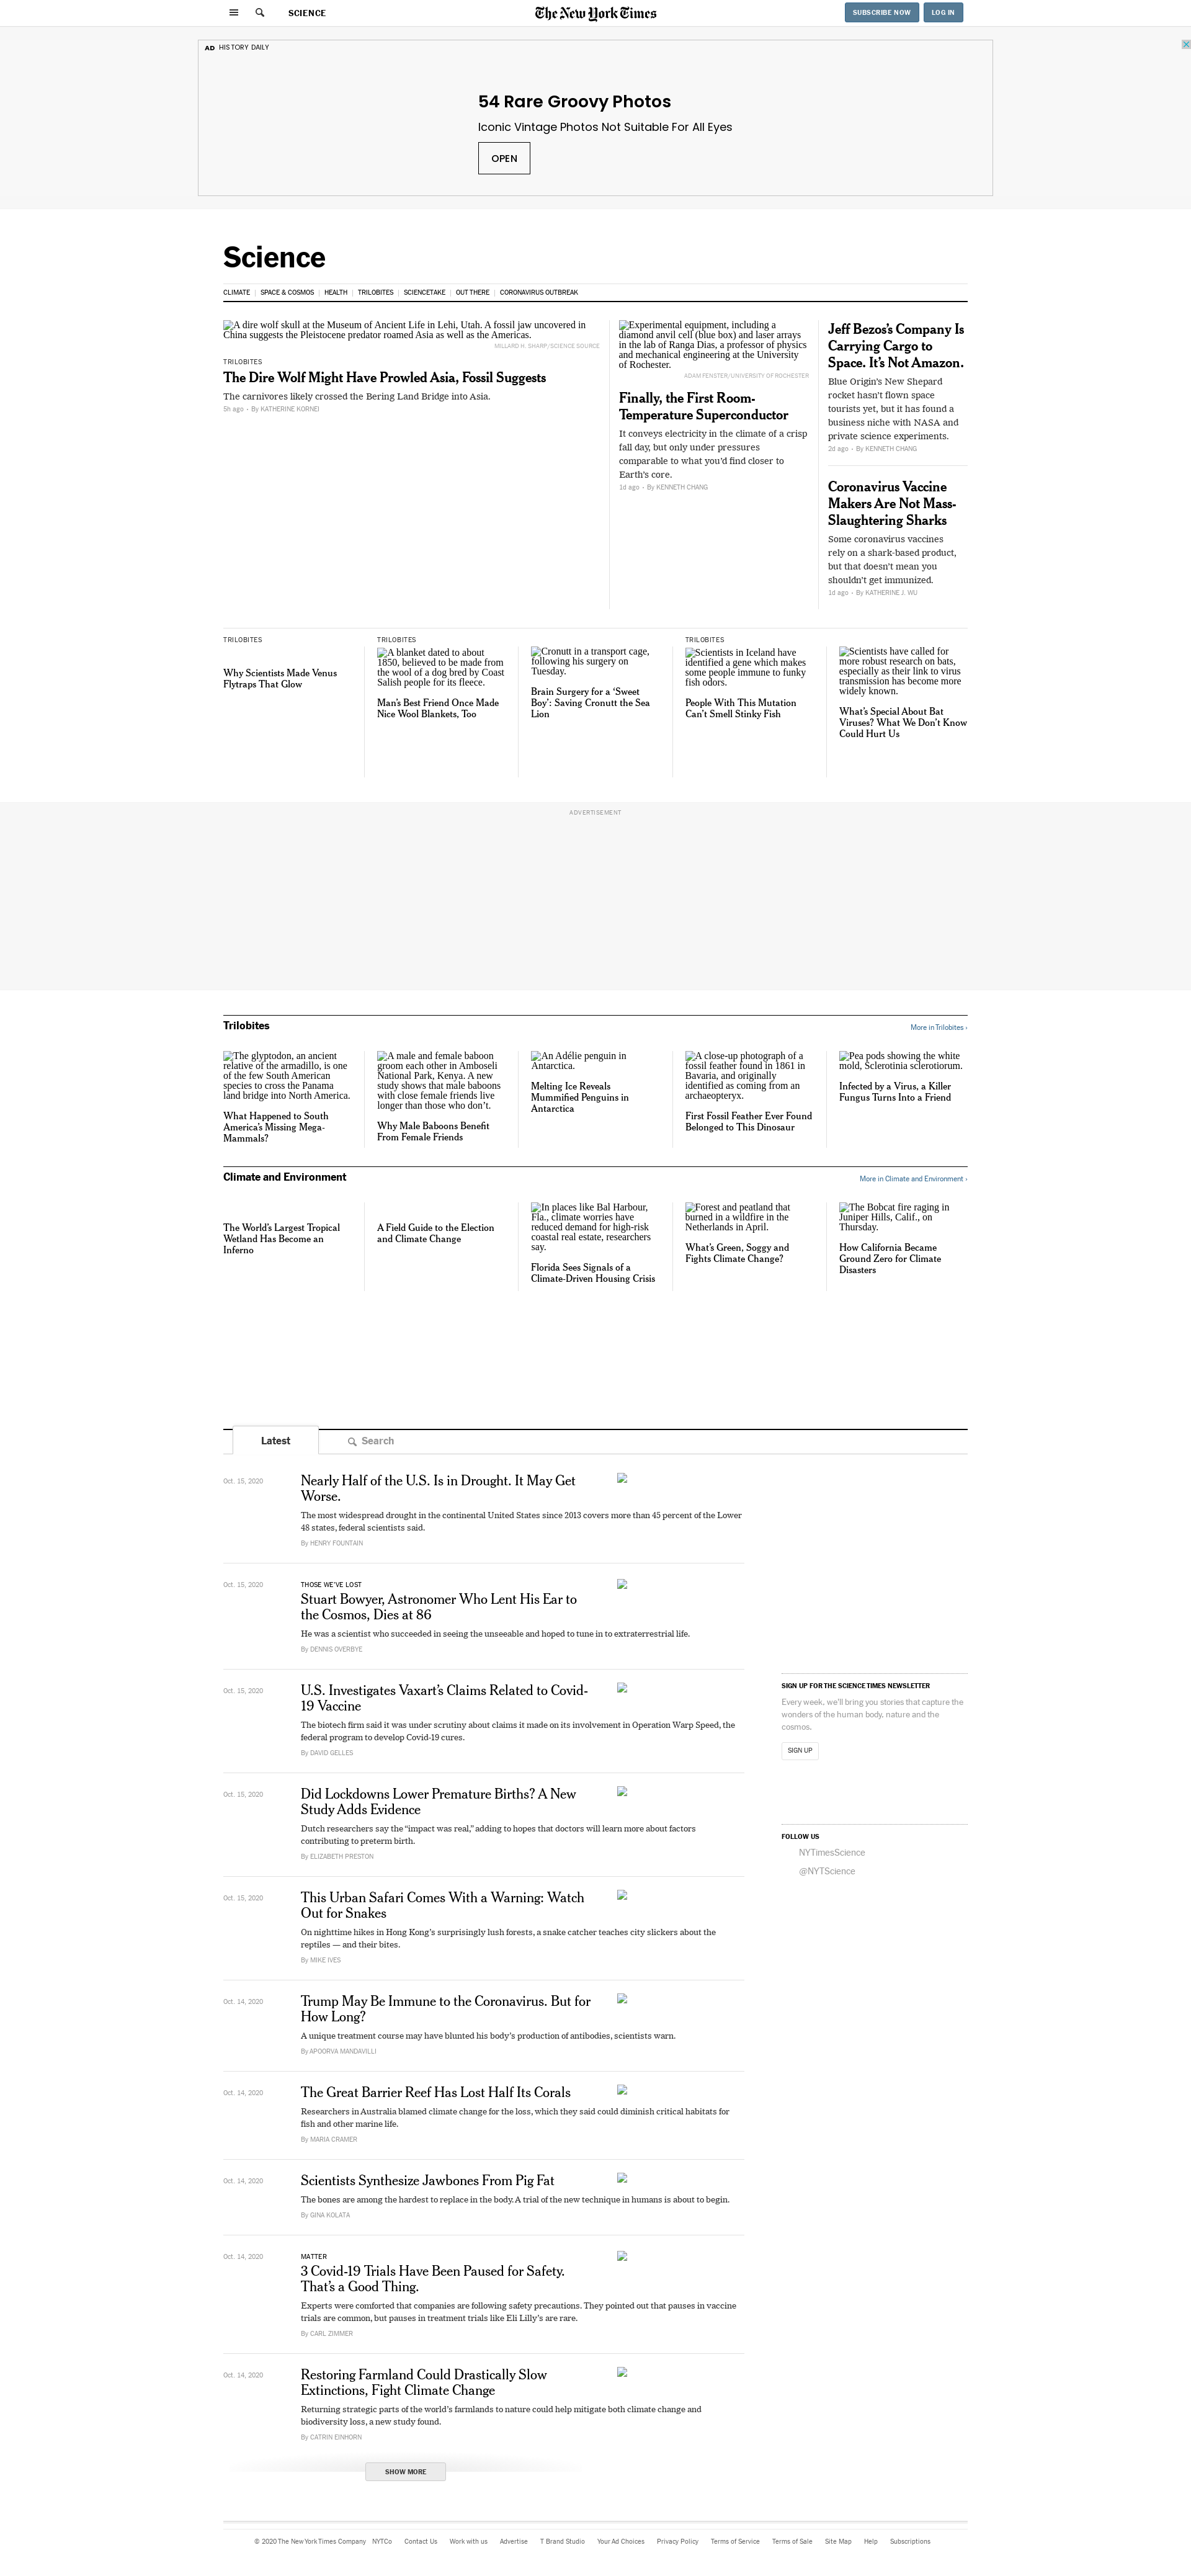 SCIENCE
The New York Times
SUBSCRIBE NOW
LOG IN
AD HISTORY DAILY
54 Rare Groovy Photos
Iconic Vintage Photos Not Suitable For All Eyes
OPEN
Science
CLIMATE | SPACE & COSMOS | HEALTH | TRILOBITES | SCIENCETAKE | OUT THERE | CORONAVIRUS OUTBREAK
A dire wolf skull at the Museum of Ancient Life in Lehi, Utah. A fossil jaw uncovered in
China suggests the Pleistocene predator roamed Asia as well as the Americas.
MILLARD H. SHARP/SCIENCE SOURCE
TRILOBITES
The Dire Wolf Might Have Prowled Asia, Fossil Suggests
The carnivores likely crossed the Bering Land Bridge into Asia.
5h ago • By KATHERINE KORNEI
Experimental equipment, including a
diamond anvil cell (blue box) and laser arrays
in the lab of Ranga Dias, a professor of physics
and mechanical engineering at the University
of Rochester.
ADAM FENSTER/UNIVERSITY OF ROCHESTER
Finally, the First Room-
Temperature Superconductor
It conveys electricity in the climate of a crisp
fall day, but only under pressures
comparable to what you'd find closer to
Earth's core.
1d ago • By KENNETH CHANG
Jeff Bezos's Company Is
Carrying Cargo to
Space. It's Not Amazon.
Blue Origin's New Shepard
rocket hasn't flown space
tourists yet, but it has found a
business niche with NASA and
private science experiments.
2d ago • By KENNETH CHANG
Coronavirus Vaccine
Makers Are Not Mass-
Slaughtering Sharks
Some coronavirus vaccines
rely on a shark-based product,
but that doesn't mean you
shouldn't get immunized.
1d ago • By KATHERINE J. WU
TRILOBITES
Why Scientists Made Venus
Flytraps That Glow
TRILOBITES
A blanket dated to about
1850, believed to be made from
the wool of a dog bred by Coast
Salish people for its fleece.
Man's Best Friend Once Made
Nice Wool Blankets, Too
Cronutt in a transport cage,
following his surgery on
Tuesday.
Brain Surgery for a ‘Sweet
Boy’: Saving Cronutt the Sea
Lion
TRILOBITES
Scientists in Iceland have
identified a gene which makes
some people immune to funky
fish odors.
People With This Mutation
Can't Smell Stinky Fish
Scientists have called for
more robust research on bats,
especially as their link to virus
transmission has become more
widely known.
What's Special About Bat
Viruses? What We Don't Know
Could Hurt Us
ADVERTISEMENT
Trilobites
More in Trilobites ›
The glyptodon, an ancient
relative of the armadillo, is one
of the few South American
species to cross the Panama
land bridge into North America.
What Happened to South
America's Missing Mega-
Mammals?
A male and female baboon
groom each other in Amboseli
National Park, Kenya. A new
study shows that male baboons
with close female friends live
longer than those who don't.
Why Male Baboons Benefit
From Female Friends
An Adélie penguin in
Antarctica.
Melting Ice Reveals
Mummified Penguins in
Antarctica
A close-up photograph of a
fossil feather found in 1861 in
Bavaria, and originally
identified as coming from an
archaeopteryx.
First Fossil Feather Ever Found
Belonged to This Dinosaur
Pea pods showing the white
mold, Sclerotinia sclerotiorum.
Infected by a Virus, a Killer
Fungus Turns Into a Friend
Climate and Environment
More in Climate and Environment ›
The World's Largest Tropical
Wetland Has Become an
Inferno
A Field Guide to the Election
and Climate Change
In places like Bal Harbour,
Fla., climate worries have
reduced demand for high-risk
coastal real estate, researchers
say.
Florida Sees Signals of a
Climate-Driven Housing Crisis
Forest and peatland that
burned in a wildfire in the
Netherlands in April.
What's Green, Soggy and
Fights Climate Change?
The Bobcat fire raging in
Juniper Hills, Calif., on
Thursday.
How California Became
Ground Zero for Climate
Disasters
Latest
Search
Oct. 15, 2020
Nearly Half of the U.S. Is in Drought. It May Get
Worse.
The most widespread drought in the continental United States since 2013 covers more than 45 percent of the Lower
48 states, federal scientists said.
By HENRY FOUNTAIN
Oct. 15, 2020
THOSE WE'VE LOST
Stuart Bowyer, Astronomer Who Lent His Ear to
the Cosmos, Dies at 86
He was a scientist who succeeded in seeing the unseeable and hoped to tune in to extraterrestrial life.
By DENNIS OVERBYE
Oct. 15, 2020
U.S. Investigates Vaxart's Claims Related to Covid-
19 Vaccine
The biotech firm said it was under scrutiny about claims it made on its involvement in Operation Warp Speed, the
federal program to develop Covid-19 cures.
By DAVID GELLES
Oct. 15, 2020
Did Lockdowns Lower Premature Births? A New
Study Adds Evidence
Dutch researchers say the “impact was real,” adding to hopes that doctors will learn more about factors
contributing to preterm birth.
By ELIZABETH PRESTON
Oct. 15, 2020
This Urban Safari Comes With a Warning: Watch
Out for Snakes
On nighttime hikes in Hong Kong's surprisingly lush forests, a snake catcher teaches city slickers about the
reptiles — and their bites.
By MIKE IVES
Oct. 14, 2020
Trump May Be Immune to the Coronavirus. But for
How Long?
A unique treatment course may have blunted his body's production of antibodies, scientists warn.
By APOORVA MANDAVILLI
Oct. 14, 2020
The Great Barrier Reef Has Lost Half Its Corals
Researchers in Australia blamed climate change for the loss, which they said could diminish critical habitats for
fish and other marine life.
By MARIA CRAMER
Oct. 14, 2020
Scientists Synthesize Jawbones From Pig Fat
The bones are among the hardest to replace in the body. A trial of the new technique in humans is about to begin.
By GINA KOLATA
Oct. 14, 2020
MATTER
3 Covid-19 Trials Have Been Paused for Safety.
That's a Good Thing.
Experts were comforted that companies are following safety precautions. They pointed out that pauses in vaccine
trials are common, but pauses in treatment trials like Eli Lilly's are rare.
By CARL ZIMMER
Oct. 14, 2020
Restoring Farmland Could Drastically Slow
Extinctions, Fight Climate Change
Returning strategic parts of the world's farmlands to nature could help mitigate both climate change and
biodiversity loss, a new study found.
By CATRIN EINHORN
SHOW MORE
SIGN UP FOR THE SCIENCE TIMES NEWSLETTER
Every week, we'll bring you stories that capture the
wonders of the human body, nature and the
cosmos.
SIGN UP
FOLLOW US
NYTimesScience
@NYTScience
© 2020 The New York Times Company NYTCo Contact Us Work with us Advertise T Brand Studio Your Ad Choices Privacy Policy Terms of Service Terms of Sale Site Map Help Subscriptions